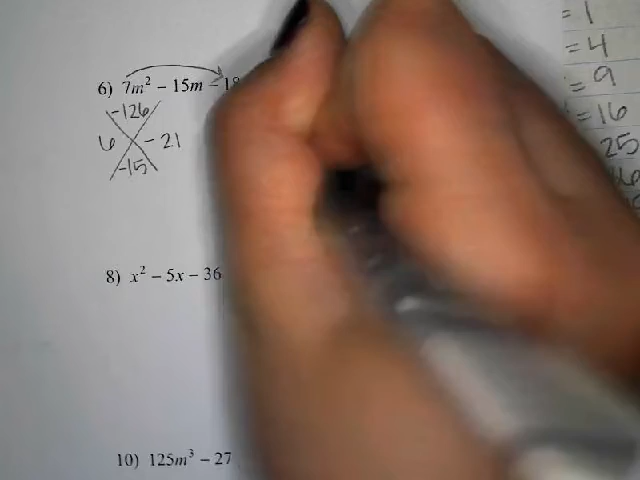 6) 7m² − 15m − 18
-126
6 -21
-15
8) x² − 5x − 36
10) 125m³ − 27
= 1
= 4
= 9
= 16
25